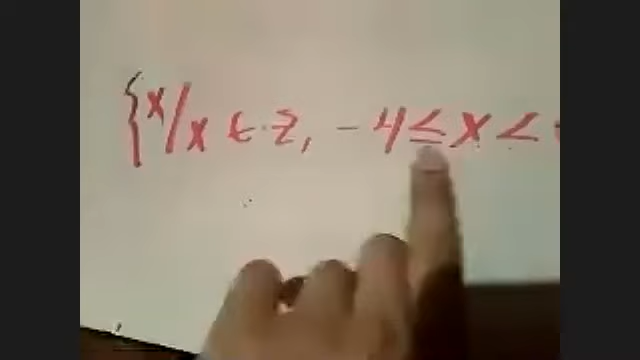 {x/x ∈ Z, -4 ≤ x <